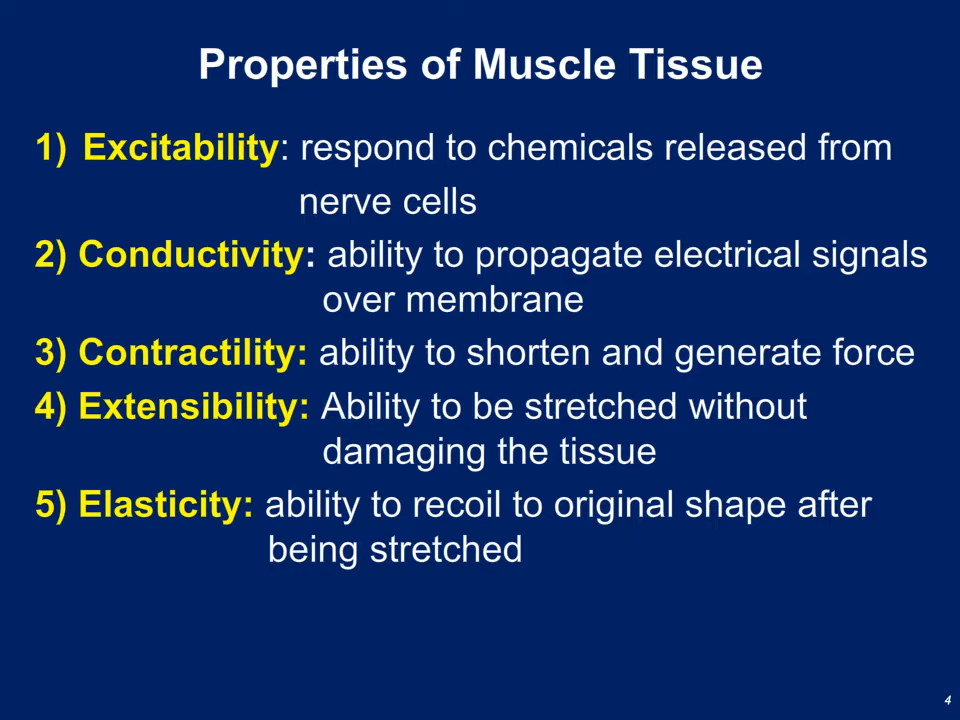 Properties of Muscle Tissue
1) Excitability: respond to chemicals released from
nerve cells
2) Conductivity: ability to propagate electrical signals
over membrane
3) Contractility: ability to shorten and generate force
4) Extensibility: Ability to be stretched without
damaging the tissue
5) Elasticity: ability to recoil to original shape after
being stretched
4